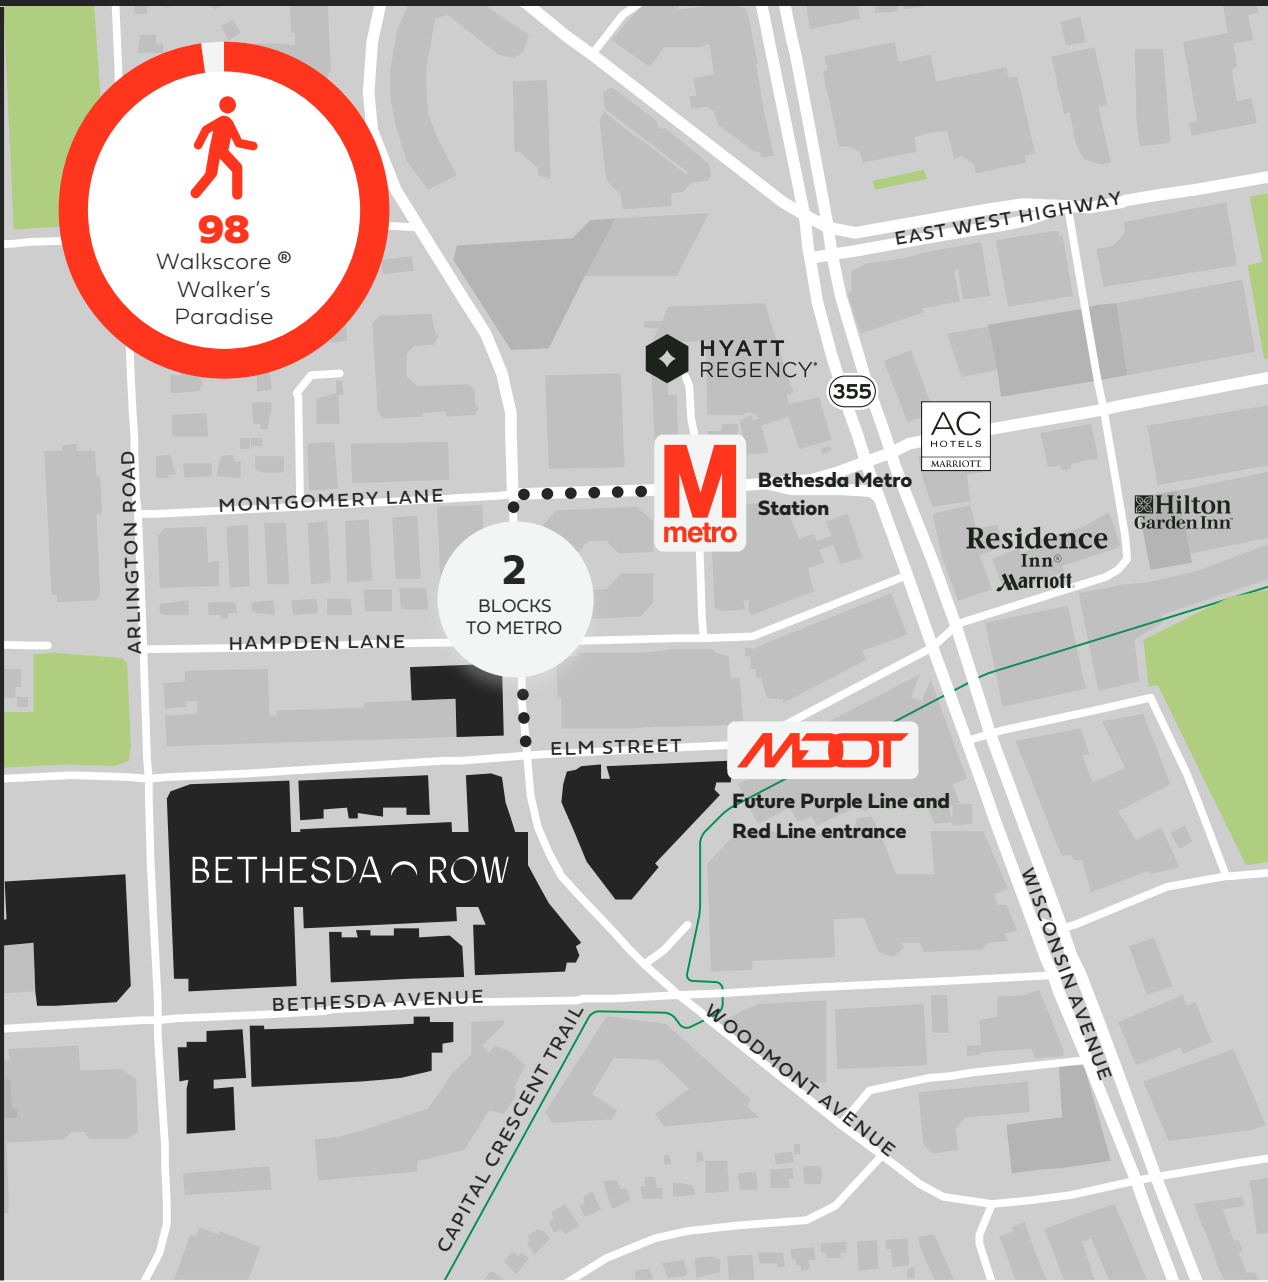 98
Walkscore ®
Walker's
Paradise
EAST WEST HIGHWAY
HYATT
REGENCY®
355
AC
HOTELS
MARRIOTT
ARLINGTON ROAD
MONTGOMERY LANE
M
metro
Bethesda Metro
Station
Hilton
Garden Inn
Residence
Inn®
Marriott
2
BLOCKS
TO METRO
HAMPDEN LANE
ELM STREET
MDOT
Future Purple Line and
Red Line entrance
BETHESDA ROW
WISCONSIN AVENUE
BETHESDA AVENUE
WOODMONT AVENUE
CAPITAL CRESCENT TRAIL